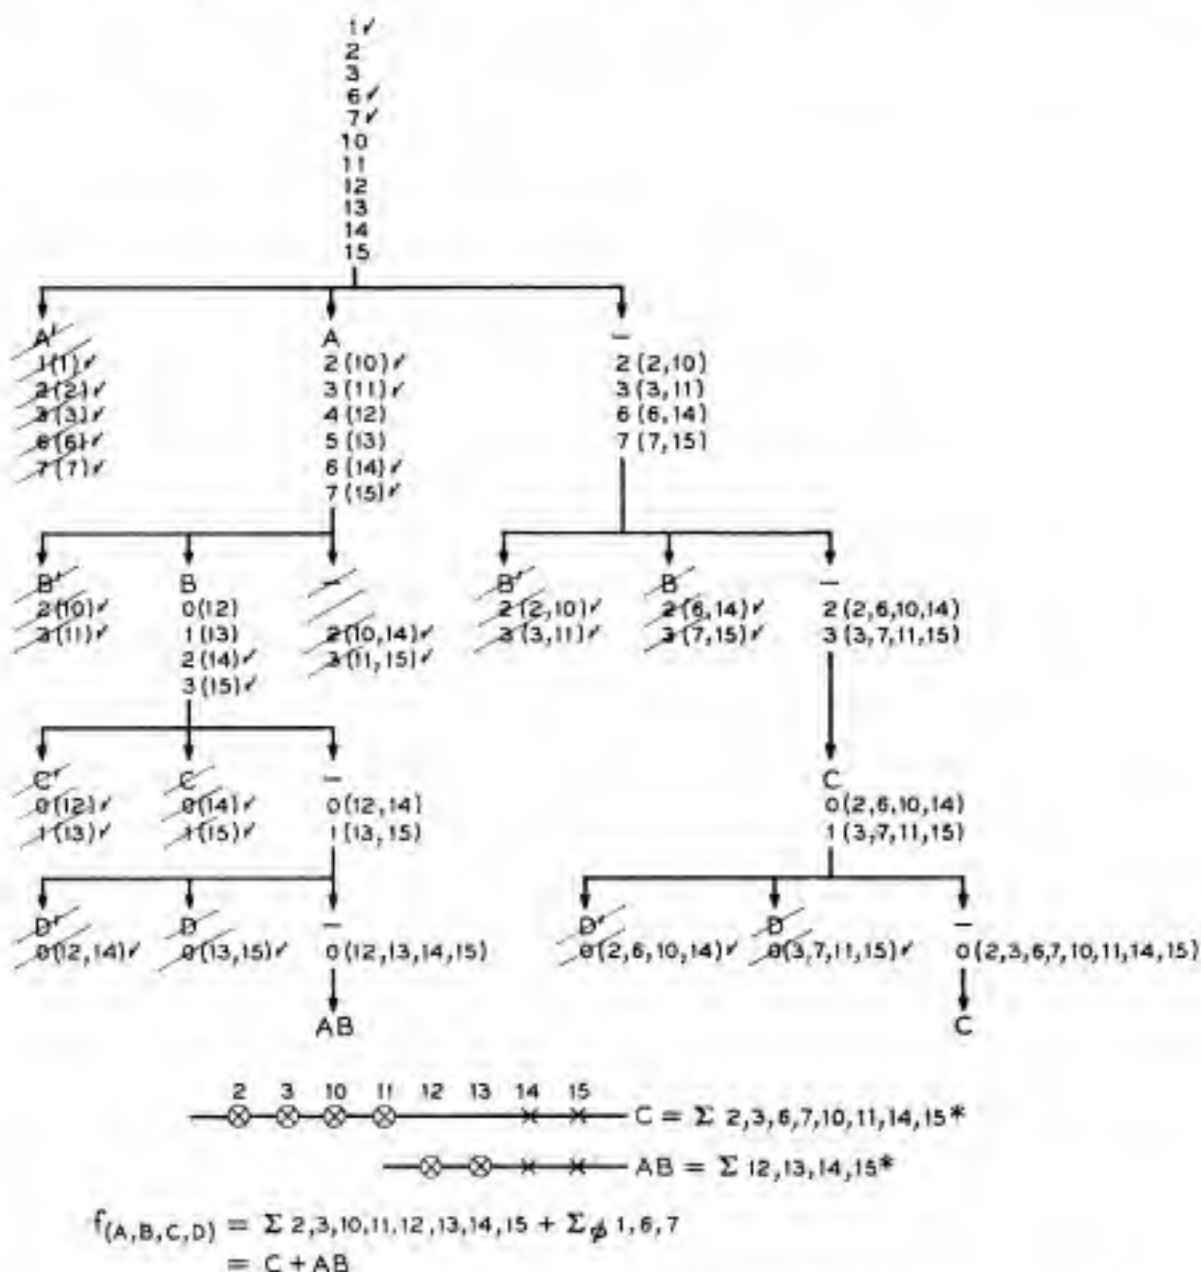 1✓
2
3
6✓
7✓
10
11
12
13
14
15
A' A —
1(1)✓ 2(10)✓ 2(2,10)
2(2)✓ 3(11)✓ 3(3,11)
3(3)✓ 4(12) 6(6,14)
6(6)✓ 5(13) 7(7,15)
7(7)✓ 6(14)✓
7(15)✓
B' B — B' B —
2(10)✓ 0(12) 2(2,10)✓ 2(6,14)✓ 2(2,6,10,14)
3(11)✓ 1(13) 2(10,14)✓ 3(3,11)✓ 3(7,15)✓ 3(3,7,11,15)
2(14)✓ 3(11,15)✓
3(15)✓
C' C — C
0(12)✓ 0(14)✓ 0(12,14) 0(2,6,10,14)
1(13)✓ 1(15)✓ 1(13,15) 1(3,7,11,15)
D' D — D' D —
0(12,14)✓ 0(13,15)✓ 0(12,13,14,15) 0(2,6,10,14)✓ 0(3,7,11,15)✓ 0(2,3,6,7,10,11,14,15)
AB C
2 3 10 11 12 13 14 15
C = Σ 2,3,6,7,10,11,14,15*
AB = Σ 12,13,14,15*
f(A,B,C,D) = Σ 2,3,10,11,12,13,14,15 + Σϕ 1,6,7
= C + AB